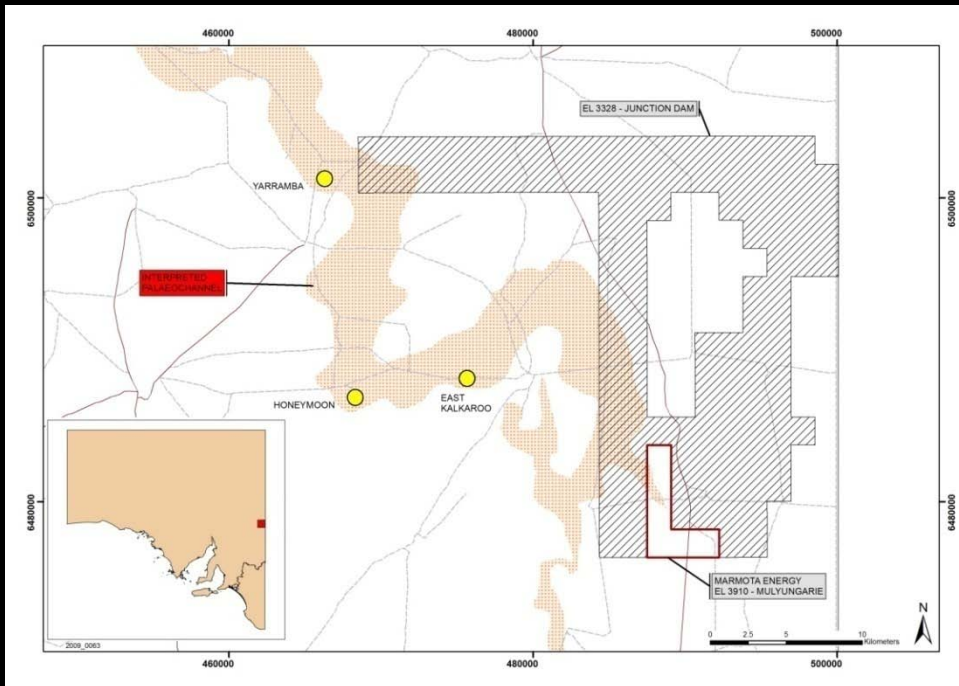 460000
480000
500000
EL 3328 - JUNCTION DAM
YARRAMBA
6500000
6500000
INTERPRETED
PALAEOCHANNEL
HONEYMOON
EAST
KALKAROO
6480000
6480000
MARMOTA ENERGY
EL 3910 - MULYUNGARIE
N
0 2.5 5 10
Kilometers
2009_0063
460000
480000
500000